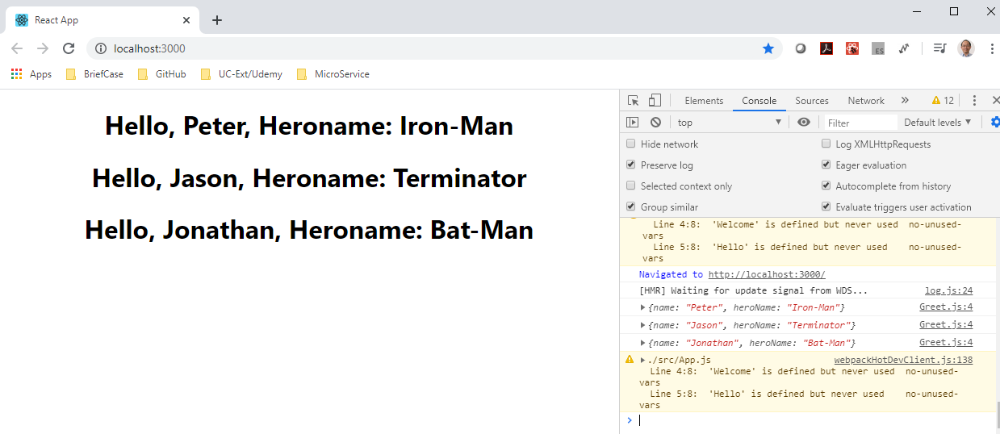 React App
localhost:3000
ES
Apps BriefCase GitHub UC-Ext/Udemy MicroService
Hello, Peter, Heroname: Iron-Man
Hello, Jason, Heroname: Terminator
Hello, Jonathan, Heroname: Bat-Man
Elements Console Sources Network » 12
top Filter Default levels
Hide network Log XMLHttpRequests
Preserve log Eager evaluation
Selected context only Autocomplete from history
Group similar Evaluate triggers user activation
Line 4:8: 'Welcome' is defined but never used no-unused-
vars
Line 5:8: 'Hello' is defined but never used no-unused-
vars
Navigated to http://localhost:3000/
[HMR] Waiting for update signal from WDS... log.js:24
{name: "Peter", heroName: "Iron-Man"} Greet.js:4
{name: "Jason", heroName: "Terminator"} Greet.js:4
{name: "Jonathan", heroName: "Bat-Man"} Greet.js:4
./src/App.js webpackHotDevClient.js:138
Line 4:8: 'Welcome' is defined but never used no-unused-
vars
Line 5:8: 'Hello' is defined but never used no-unused-
vars